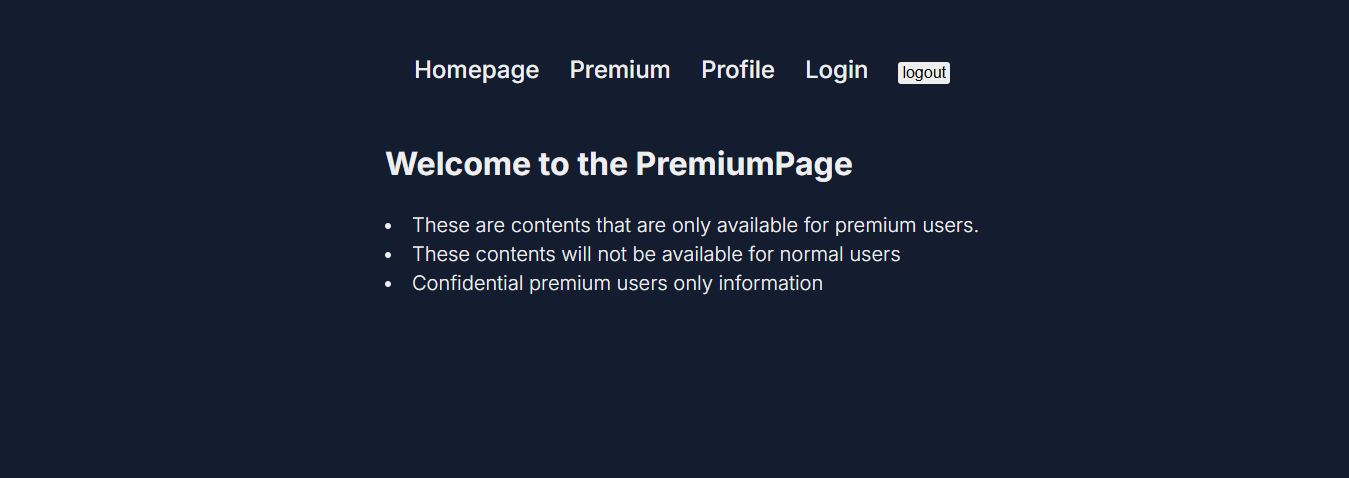 Homepage Premium Profile Login logout
Welcome to the PremiumPage
• These are contents that are only available for premium users.
• These contents will not be available for normal users
• Confidential premium users only information